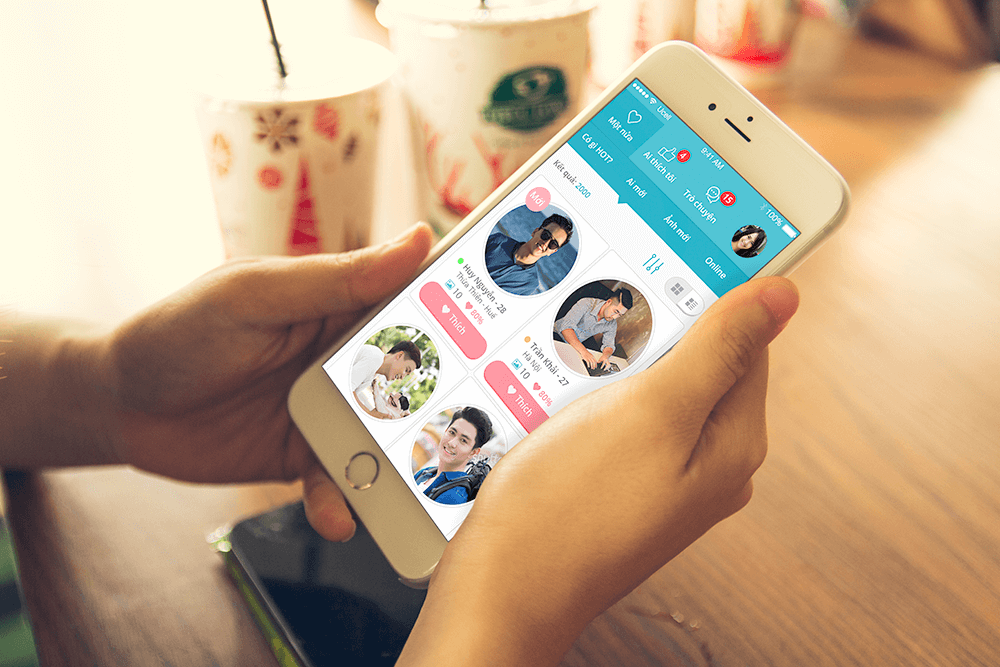 Ucell
9:41 AM
100%
Một nửa
Ai thích tôi
4
Trò chuyện
15
Có gì HOT?
Ai mới
Ảnh mới
Online
Kết quả: 2000
Mới
Huy Nguyễn - 28
Thừa Thiên - Huế
10 80%
Thích
Trần Khải - 27
Hà Nội
10 80%
Thích